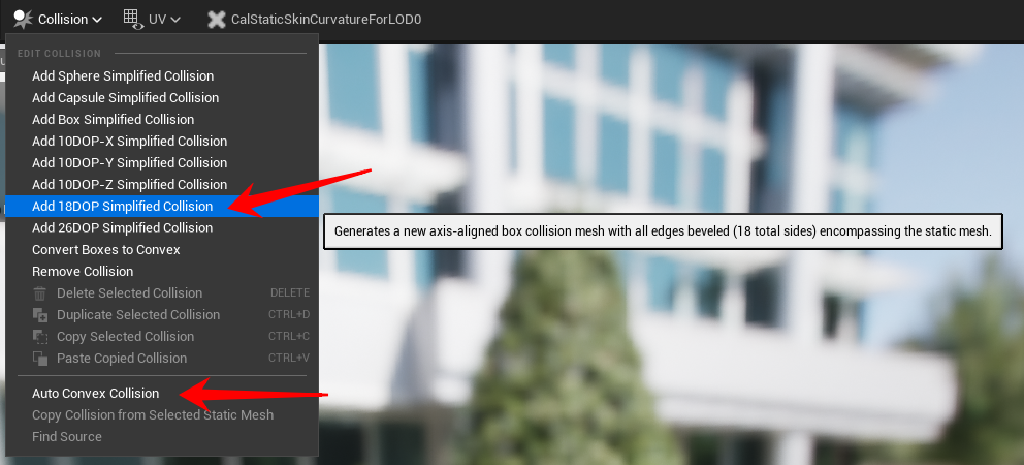 Collision
UV
CalStaticSkinCurvatureForLOD0
EDIT COLLISION
Add Sphere Simplified Collision
Add Capsule Simplified Collision
Add Box Simplified Collision
Add 10DOP-X Simplified Collision
Add 10DOP-Y Simplified Collision
Add 10DOP-Z Simplified Collision
Add 18DOP Simplified Collision
Add 26DOP Simplified Collision
Generates a new axis-aligned box collision mesh with all edges beveled (18 total sides) encompassing the static mesh.
Convert Boxes to Convex
Remove Collision
Delete Selected Collision DELETE
Duplicate Selected Collision CTRL+D
Copy Selected Collision CTRL+C
Paste Copied Collision CTRL+V
Auto Convex Collision
Copy Collision from Selected Static Mesh
Find Source